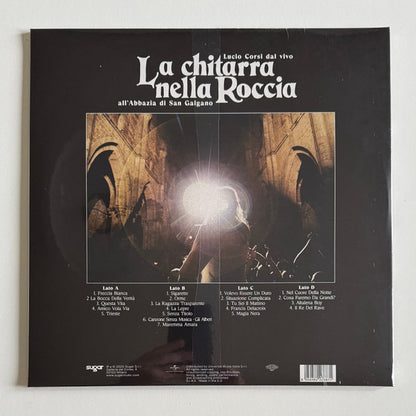 Lucio Corsi dal vivo
La chitarra
nella Roccia
all'Abbazia di San Galgano
Lato A
1. Freccia Bianca
2. La Bocca Della Verità
3. Questa Vita
4. Amico Vola Via
5. Trieste
Lato B
1. Sigarette
2. Orme
3. La Ragazza Trasparente
4. La Lepre
5. Senza Titolo
6. Canzone Senza Musica / Gli Alberi
7. Maremma Amara
Lato C
1. Volevo Essere Un Duro
2. Situazione Complicata
3. Tu Sei Il Mattino
4. Francis Delacroix
5. Magia Nera
Lato D
1. Nel Cuore Della Notte
2. Cosa Faremo Da Grandi?
3. Altalena Boy
4. Il Re Del Rave
sugar